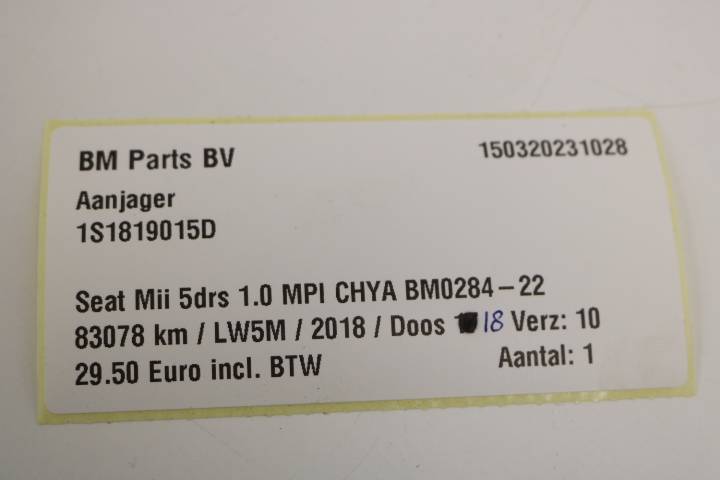 BM Parts BV 150320231028
Aanjager
1S1819015D
Seat Mii 5drs 1.0 MPI CHYA BM0284-22
83078 km / LW5M / 2018 / Doos 18 Verz: 10
29.50 Euro incl. BTW Aantal: 1